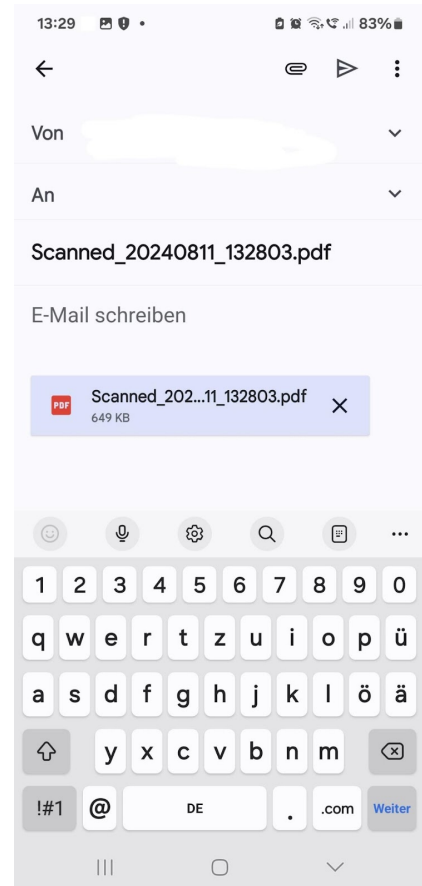 13:29 83%
Von
An
Scanned_20240811_132803.pdf
E-Mail schreiben
PDF Scanned_202...11_132803.pdf
649 KB
1 2 3 4 5 6 7 8 9 0
q w e r t z u i o p ü
a s d f g h j k l ö ä
y x c v b n m
!#1 @ DE . .com Weiter